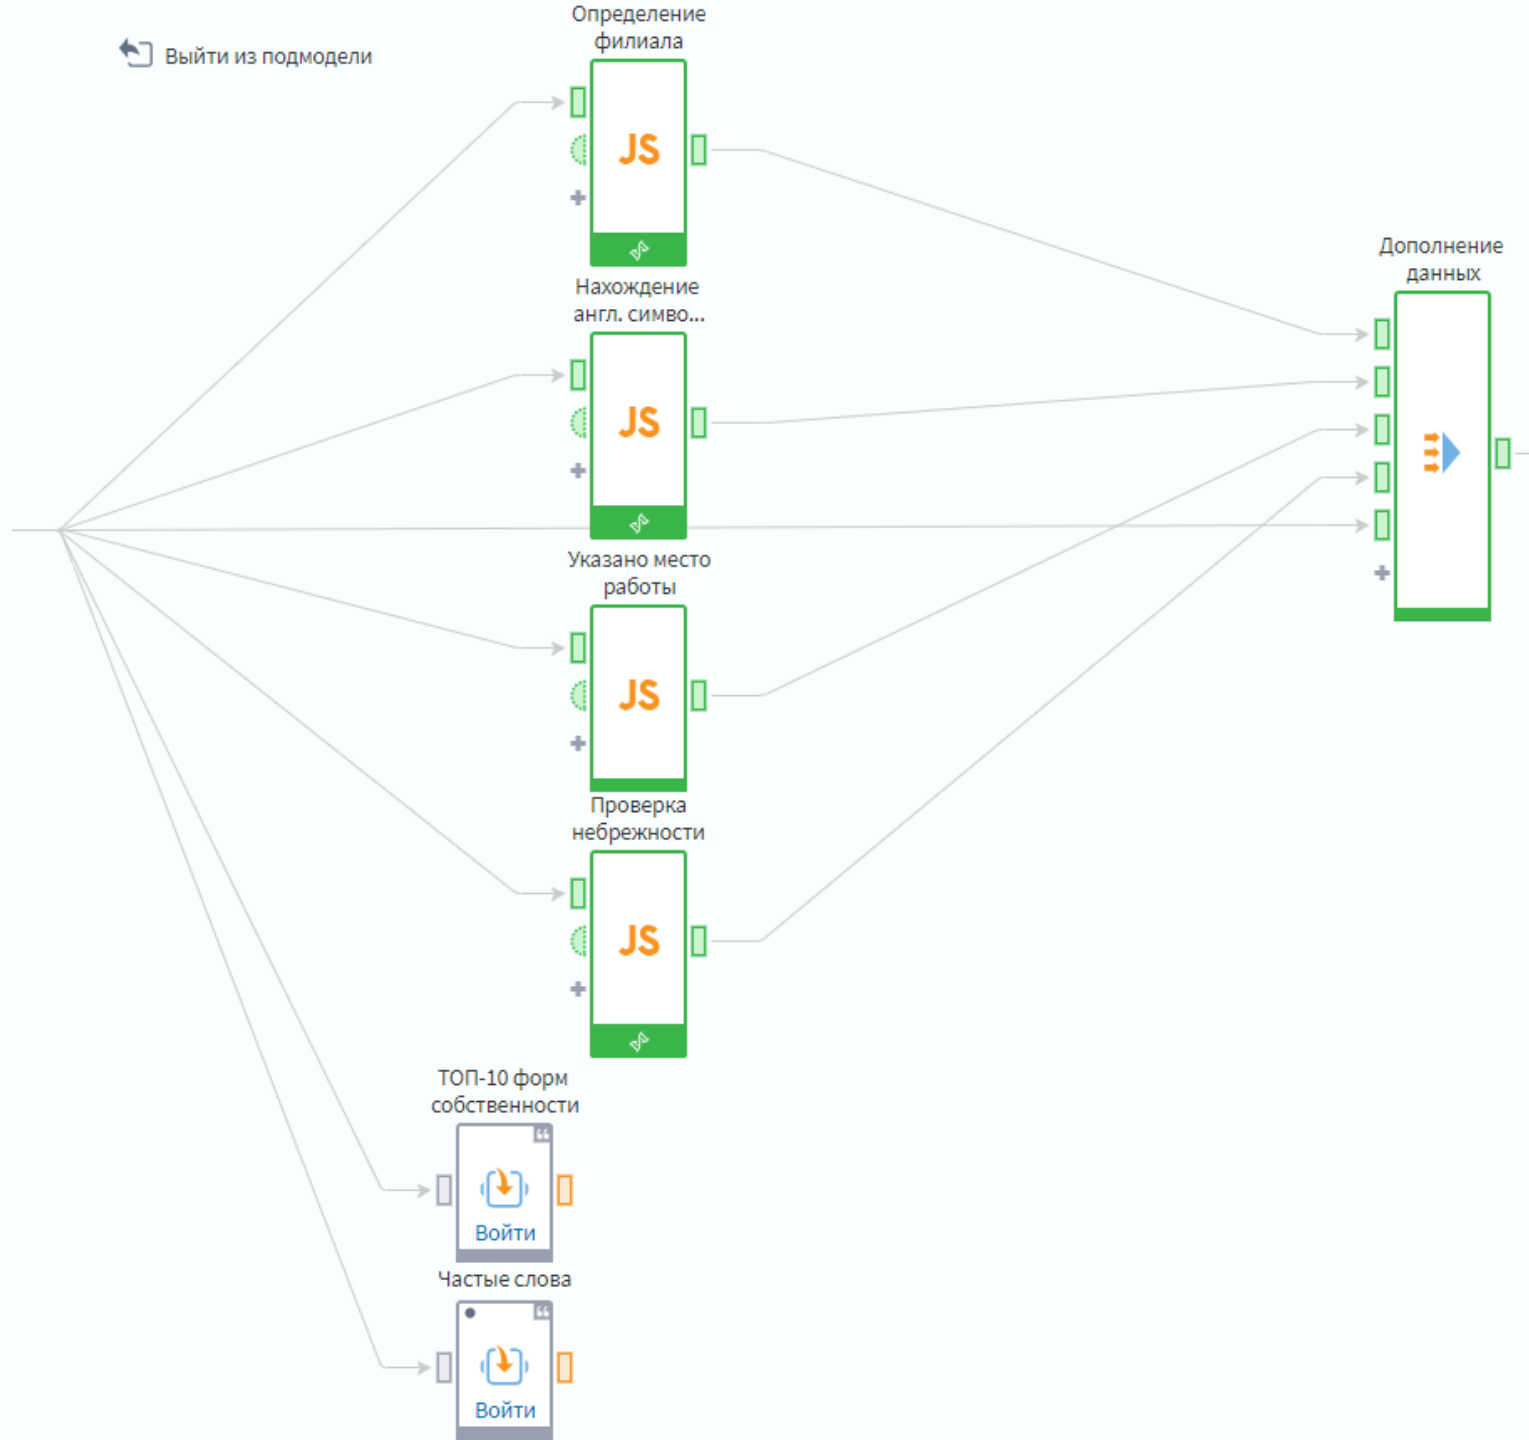 Выйти из подмодели
Определение
филиала
JS
Нахождение
англ. симво...
JS
Указано место
работы
JS
Проверка
небрежности
JS
Дополнение
данных
ТОП-10 форм
собственности
Войти
Частые слова
Войти